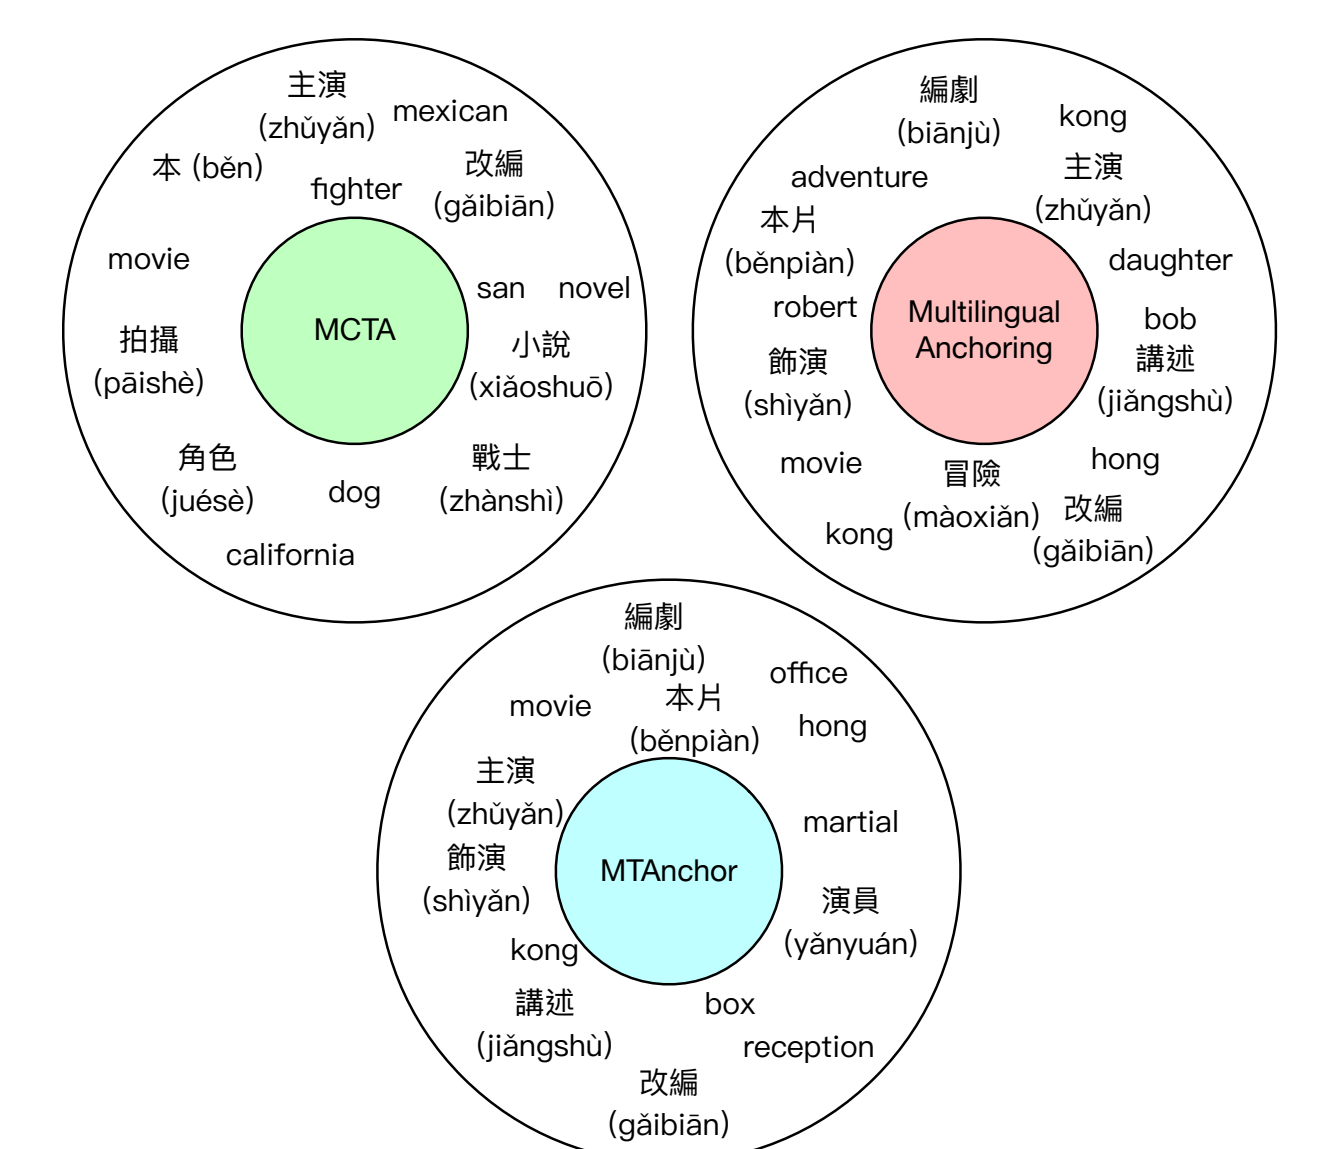 主演
(zhǔyǎn)
mexican
本 (běn)
改編
(gǎibiān)
fighter
movie
san
novel
MCTA
拍攝
(pāishè)
小說
(xiǎoshuō)
角色
(juésè)
dog
戰士
(zhànshì)
california
編劇
(biānjù)
kong
adventure
主演
(zhǔyǎn)
本片
(běnpiàn)
daughter
robert
Multilingual
Anchoring
bob
飾演
(shìyǎn)
講述
(jiǎngshù)
movie
冒險
(màoxiǎn)
hong
kong
改編
(gǎibiān)
編劇
(biānjù)
office
movie
本片
(běnpiàn)
hong
主演
(zhǔyǎn)
martial
飾演
(shìyǎn)
MTAnchor
演員
(yǎnyuán)
kong
講述
(jiǎngshù)
box
reception
改編
(gǎibiān)